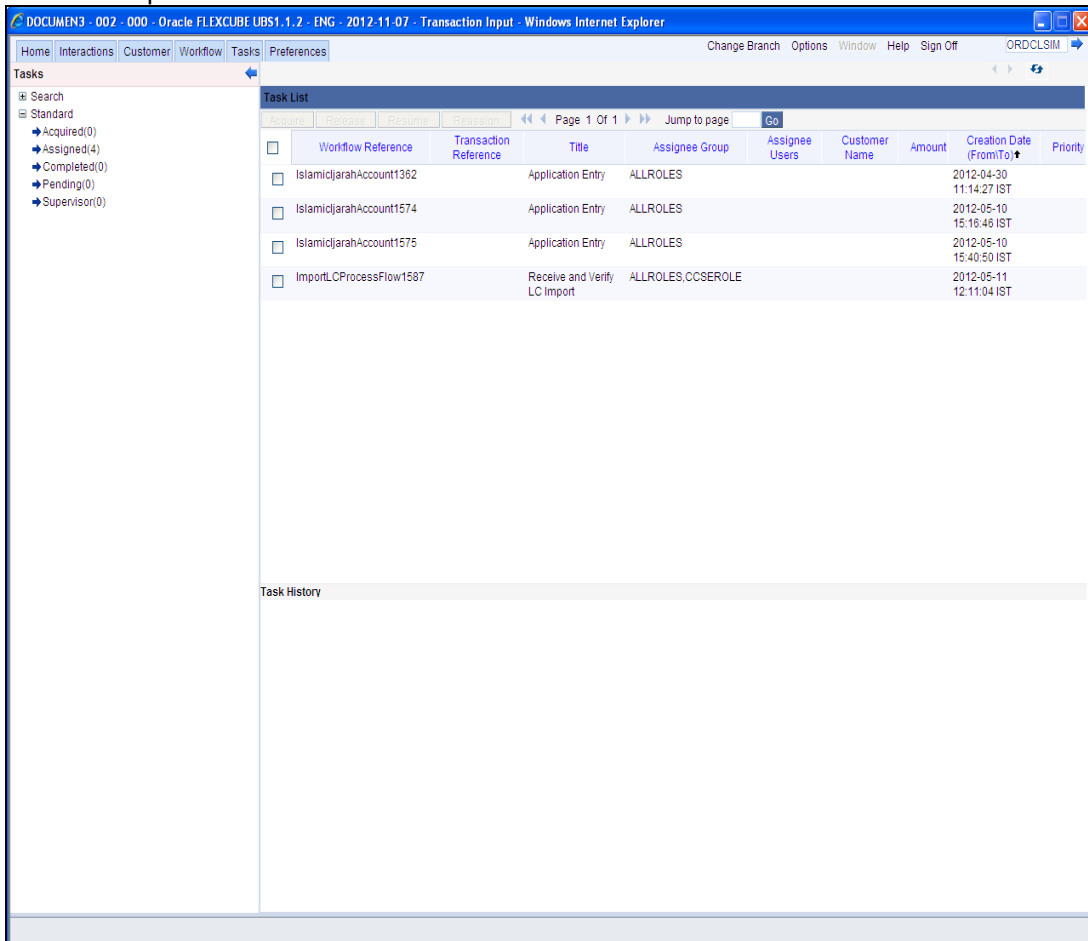 DOCUMEN3 - 002 - 000 - Oracle FLEXCUBE UBS1.1.2 - ENG - 2012-11-07 - Transaction Input - Windows Internet Explorer
Home Interactions Customer Workflow Tasks Preferences Change Branch Options Window Help Sign Off ORDCLSIM
Tasks
Search
Standard
Acquired(0)
Assigned(4)
Completed(0)
Pending(0)
Supervisor(0)
Task List
Acquire Release Resume Reassign Page 1 Of 1 Jump to page Go
Workflow Reference Transaction Reference Title Assignee Group Assignee Users Customer Name Amount Creation Date (From\To) Priority
IslamicIjarahAccount1362 Application Entry ALLROLES 2012-04-30
11:14:27 IST
IslamicIjarahAccount1574 Application Entry ALLROLES 2012-05-10
15:16:46 IST
IslamicIjarahAccount1575 Application Entry ALLROLES 2012-05-10
15:40:50 IST
ImportLCProcessFlow1587 Receive and Verify ALLROLES,CCSEROLE 2012-05-11
LC Import 12:11:04 IST
Task History